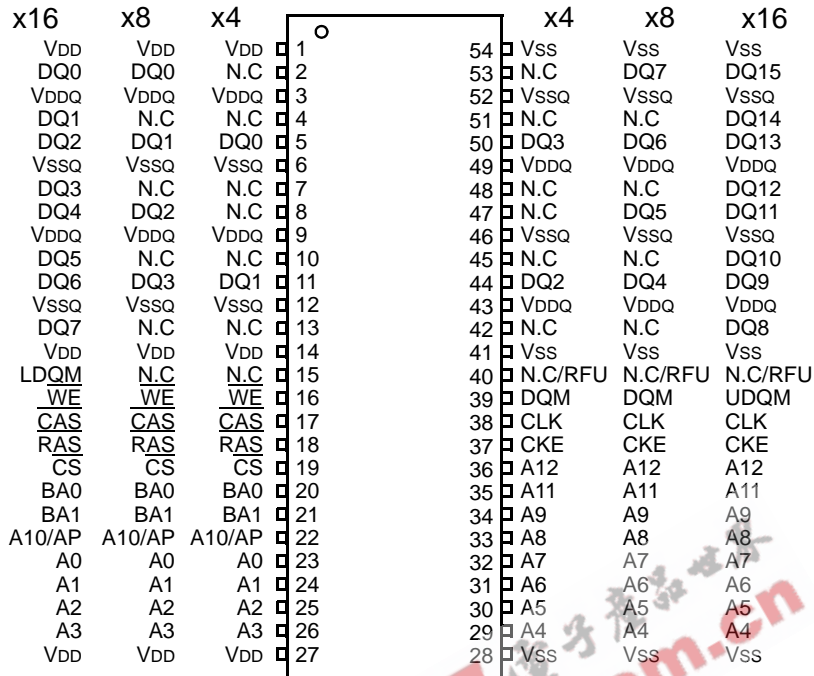 x16 x8 x4 x4 x8 x16
VDD VDD VDD 1 54 VSS VSS VSS
DQ0 DQ0 N.C 2 53 N.C DQ7 DQ15
VDDQ VDDQ VDDQ 3 52 VSSQ VSSQ VSSQ
DQ1 N.C N.C 4 51 N.C N.C DQ14
DQ2 DQ1 DQ0 5 50 DQ3 DQ6 DQ13
VSSQ VSSQ VSSQ 6 49 VDDQ VDDQ VDDQ
DQ3 N.C N.C 7 48 N.C N.C DQ12
DQ4 DQ2 N.C 8 47 N.C DQ5 DQ11
VDDQ VDDQ VDDQ 9 46 VSSQ VSSQ VSSQ
DQ5 N.C N.C 10 45 N.C N.C DQ10
DQ6 DQ3 DQ1 11 44 DQ2 DQ4 DQ9
VSSQ VSSQ VSSQ 12 43 VDDQ VDDQ VDDQ
DQ7 N.C N.C 13 42 N.C N.C DQ8
VDD VDD VDD 14 41 VSS VSS VSS
LDQM N.C N.C 15 40 N.C/RFU N.C/RFU N.C/RFU
WE WE WE 16 39 DQM DQM UDQM
CAS CAS CAS 17 38 CLK CLK CLK
RAS RAS RAS 18 37 CKE CKE CKE
CS CS CS 19 36 A12 A12 A12
BA0 BA0 BA0 20 35 A11 A11 A11
BA1 BA1 BA1 21 34 A9 A9 A9
A10/AP A10/AP A10/AP 22 33 A8 A8 A8
A0 A0 A0 23 32 A7 A7 A7
A1 A1 A1 24 31 A6 A6 A6
A2 A2 A2 25 30 A5 A5 A5
A3 A3 A3 26 29 A4 A4 A4
VDD VDD VDD 27 28 VSS VSS VSS